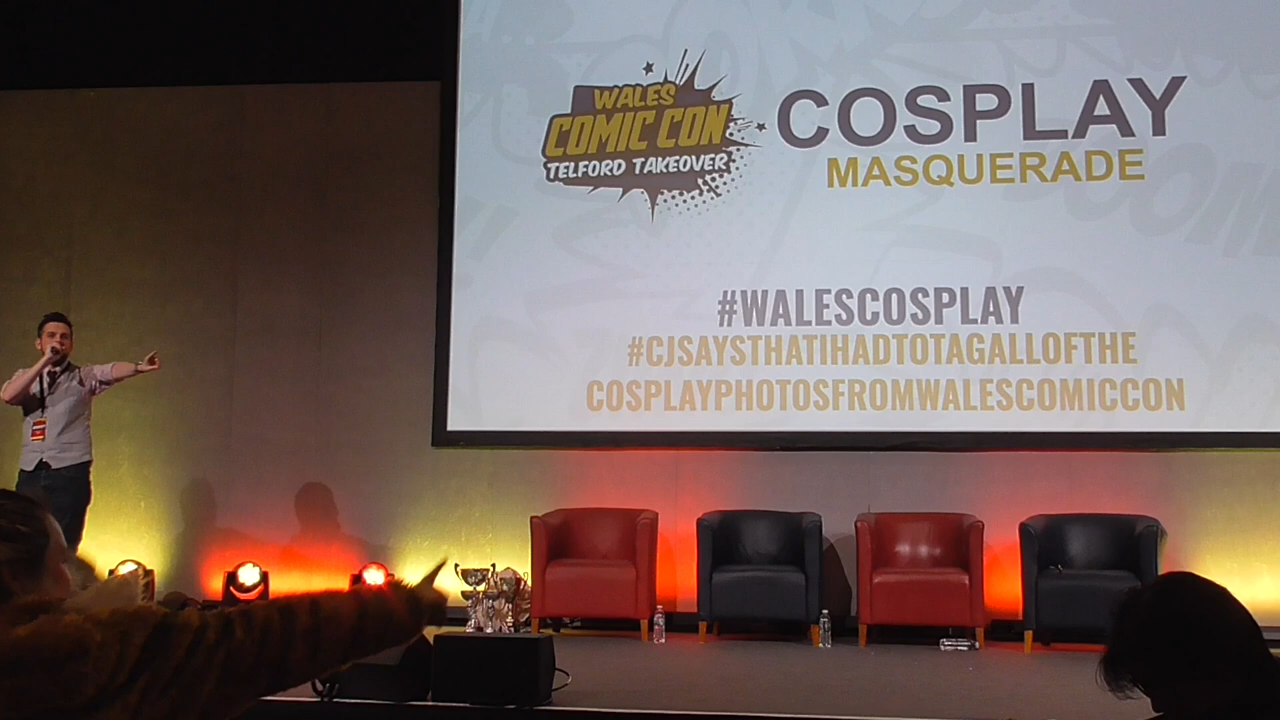 WALES
COMIC CON
TELFORD TAKEOVER
COSPLAY
MASQUERADE
#WALESCOSPLAY
#CJSAYSTHATIHADTOTAGALLOFTHE
COSPLAYPHOTOSFROMWALESCOMICCON